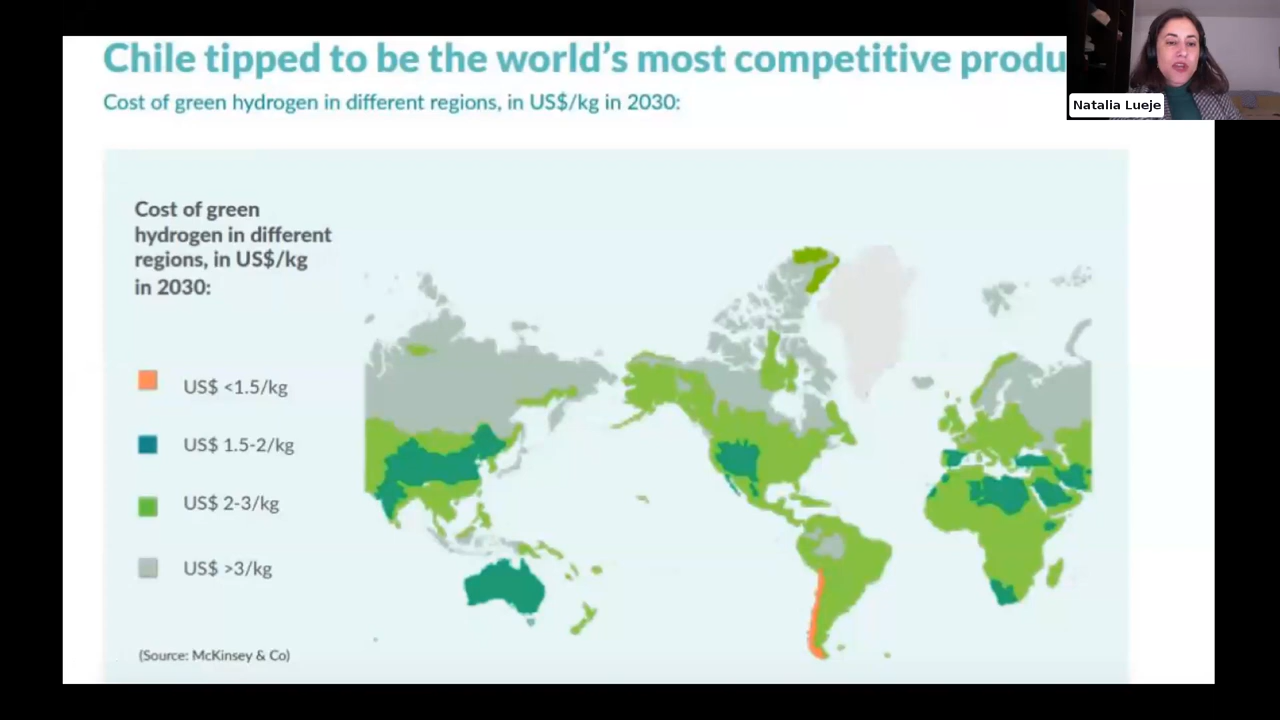 Chile tipped to be the world's most competitive produ
Cost of green hydrogen in different regions, in US$/kg in 2030:
Natalia Lueje
Cost of green
hydrogen in different
regions, in US$/kg
in 2030:
US$ <1.5/kg
US$ 1.5-2/kg
US$ 2-3/kg
US$ >3/kg
(Source: McKinsey & Co)